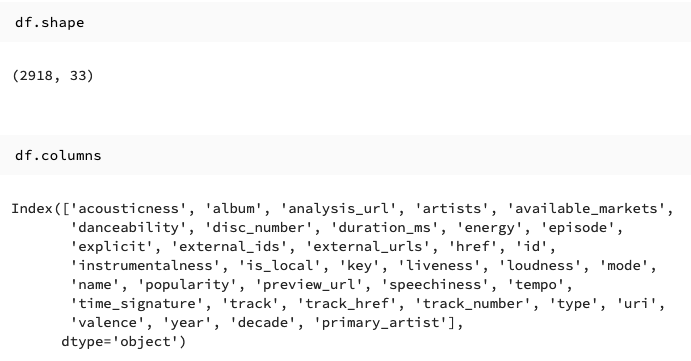 df.shape
(2918, 33)
df.columns
Index(['acousticness', 'album', 'analysis_url', 'artists', 'available_markets',
'danceability', 'disc_number', 'duration_ms', 'energy', 'episode',
'explicit', 'external_ids', 'external_urls', 'href', 'id',
'instrumentalness', 'is_local', 'key', 'liveness', 'loudness', 'mode',
'name', 'popularity', 'preview_url', 'speechiness', 'tempo',
'time_signature', 'track', 'track_href', 'track_number', 'type', 'uri',
'valence', 'year', 'decade', 'primary_artist'],
dtype='object')